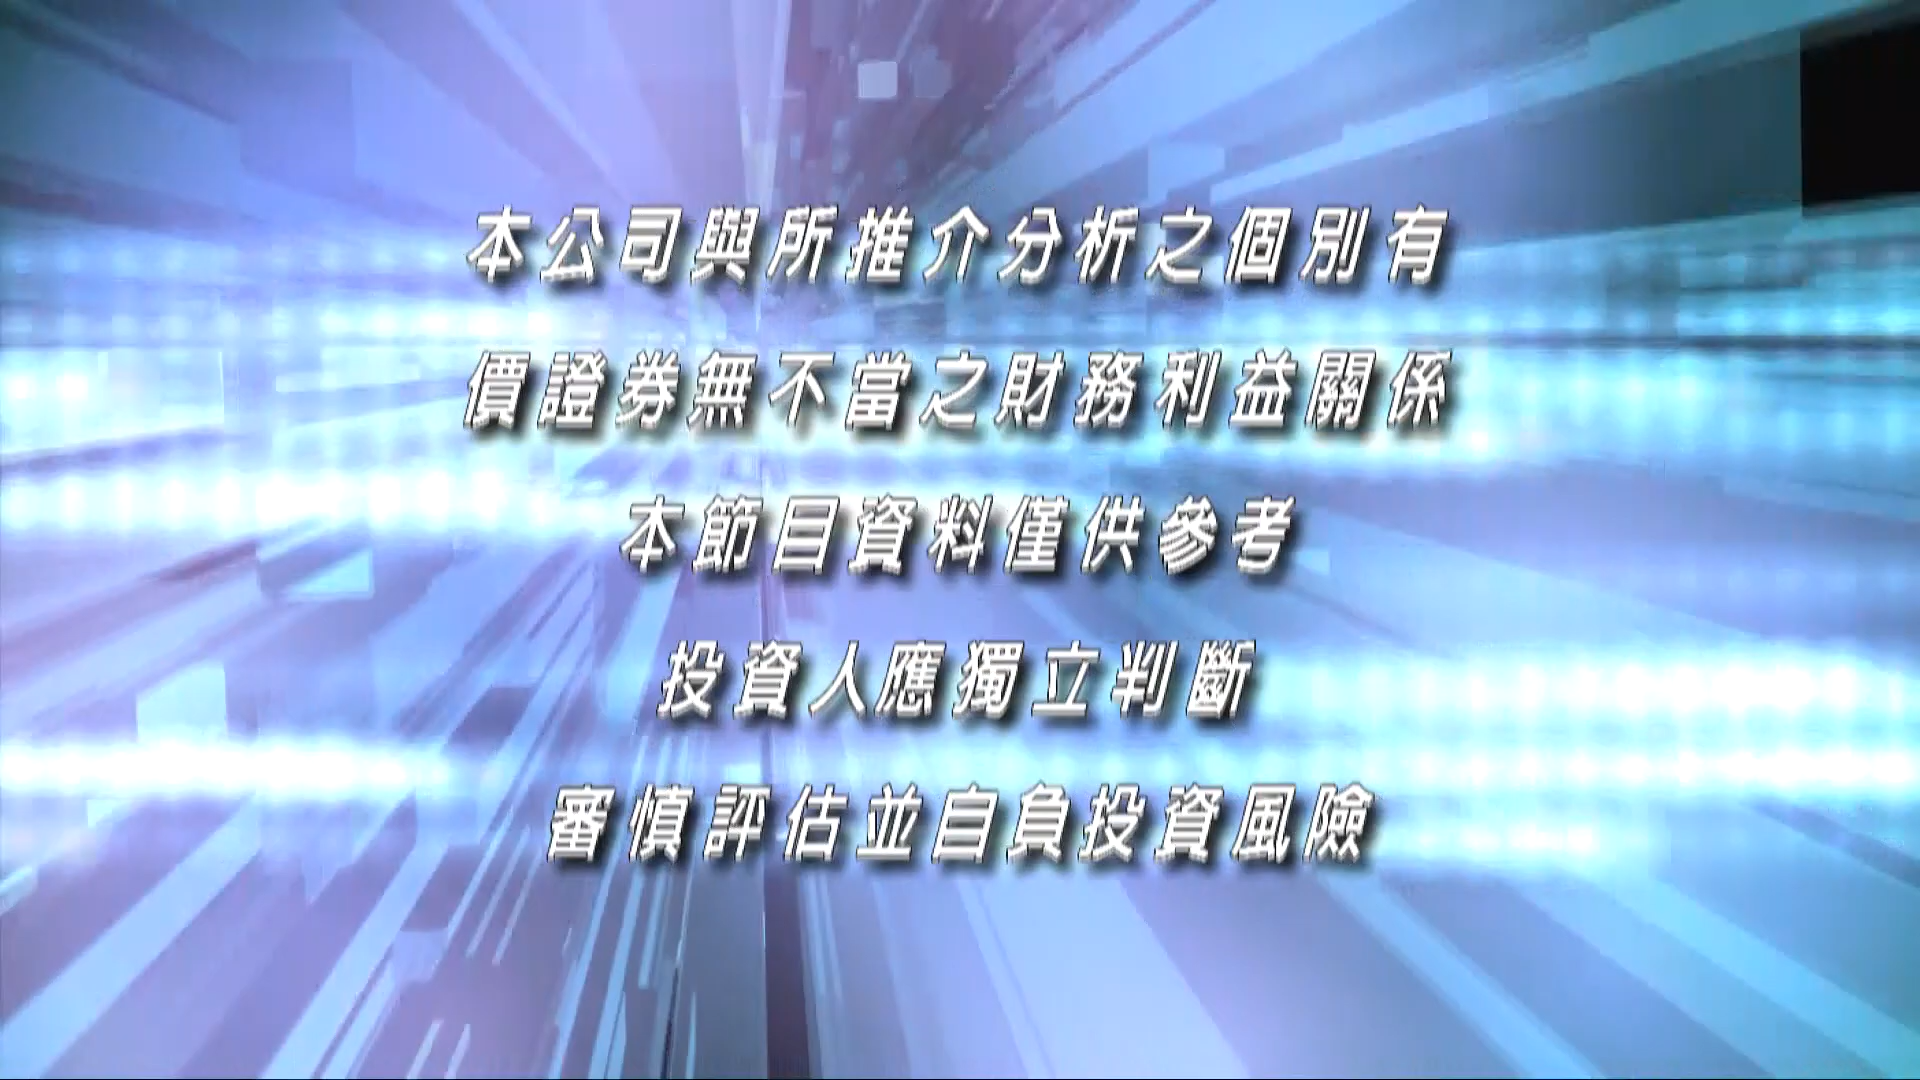 本公司與所推介分析之個別有
價證券無不當之財務利益關係
本節目資料僅供參考
投資人應獨立判斷
審慎評估並自負投資風險